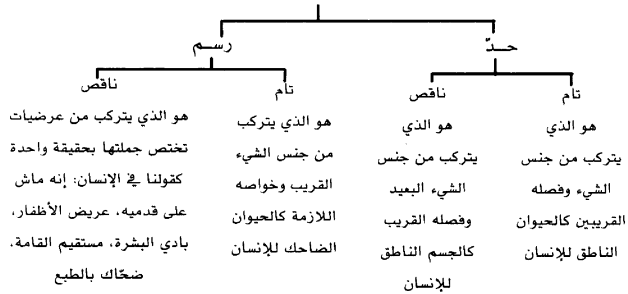 حـدّ
رسـم
تام
ناقص
تام
ناقص
هو الذي
يتركب من جنس
الشيء وفصله
القريبين كالحيوان
الناطق للإنسان
هو الذي
يتركب من جنس
الشيء البعيد
وفصله القريب
كالجسم الناطق
للإنسان
هو الذي يتركب
من جنس الشيء
القريب وخواصه
اللازمة كالحيوان
الضاحك للإنسان
هو الذي يتركب من عرضيات
تختص جملتها بحقيقة واحدة
كقولنا في الإنسان: إنه ماش
على قدميه، عريض الأظفار،
بادي البشرة، مستقيم القامة،
ضحّاك بالطبع